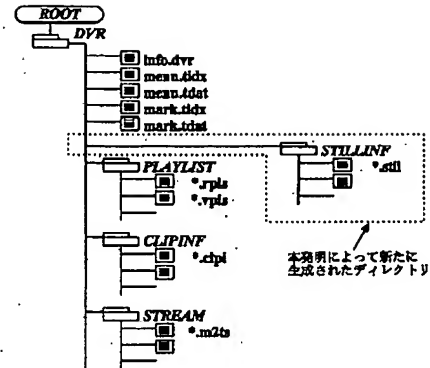 ROOT
DVR
info.dvr
menu.tidx
menu.tdat
mark.tidx
mark.tdat
STILLINF
*.stil
PLAYLIST
*.rpls
*.vpls
CLIPINF
*.clpi
STREAM
*.m2ts
本発明によって新たに
生成されたディレクトリ